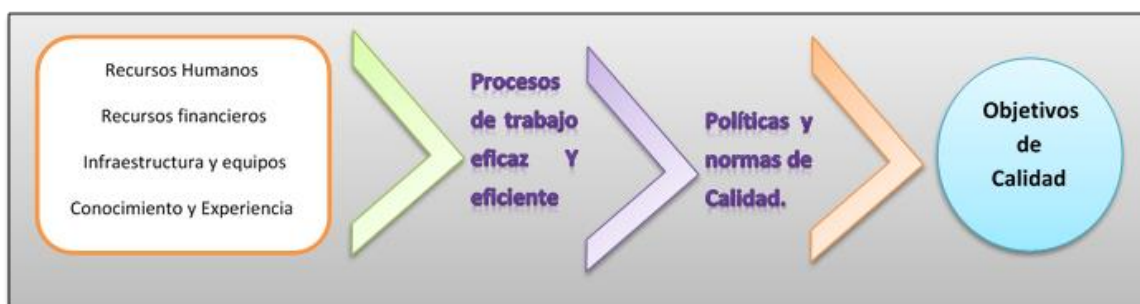 Recursos Humanos
Recursos financieros
Infraestructura y equipos
Conocimiento y Experiencia
Procesos
de trabajo
eficaz Y
eficiente
Políticas y
normas de
Calidad.
Objetivos
de
Calidad